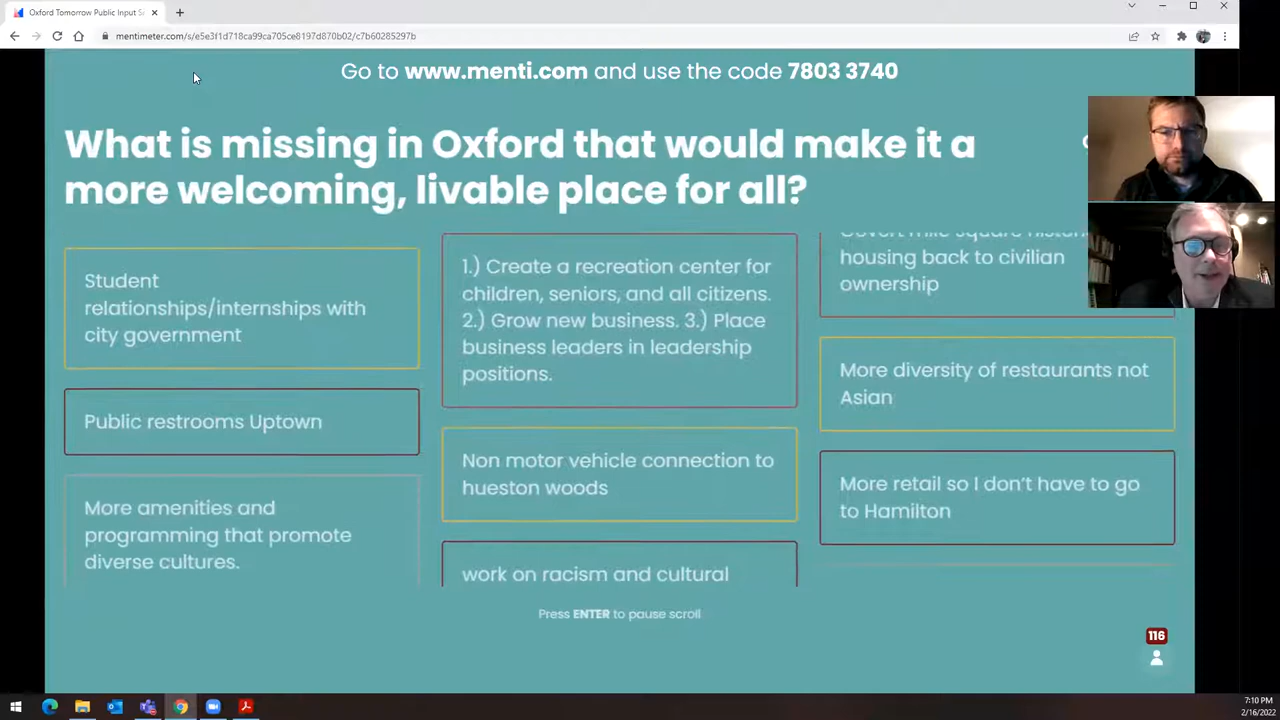 Oxford Tomorrow Public Input Se
mentimeter.com/s/e5e3f1d718ca99ca705ce8197d870b02/c7b60285297b
Go to www.menti.com and use the code 7803 3740
What is missing in Oxford that would make it a
more welcoming, livable place for all?
Student
relationships/internships with
city government
Public restrooms Uptown
More amenities and
programming that promote
diverse cultures.
1.) Create a recreation center for
children, seniors, and all citizens.
2.) Grow new business. 3.) Place
business leaders in leadership
positions.
Non motor vehicle connection to
hueston woods
work on racism and cultural
mile square
housing back to civilian
ownership
More diversity of restaurants not
Asian
More retail so I don't have to go
to Hamilton
Press ENTER to pause scroll
116
7:10 PM
2/16/2022